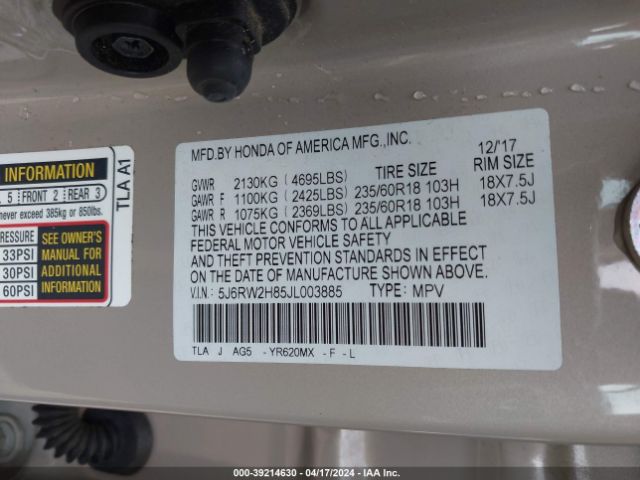 MFD.BY HONDA OF AMERICA MFG.,INC. 12/17
GVWR 2130KG (4695LBS) TIRE SIZE RIM SIZE
GAWR F 1100KG (2425LBS) 235/60R18 103H 18X7.5J
GAWR R 1075KG (2369LBS) 235/60R18 103H 18X7.5J
THIS VEHICLE CONFORMS TO ALL APPLICABLE
FEDERAL MOTOR VEHICLE SAFETY
AND THEFT PREVENTION STANDARDS IN EFFECT ON
THE DATE OF MANUFACTURE SHOWN ABOVE.
V.I.N.: 5J6RW2H85JL003885 TYPE: MPV
TLA J AG5 -YR620MX -F -L
INFORMATION
5 FRONT 2 REAR 3
never exceed 385kg or 850lbs.
PRESSURE SEE OWNER'S
33PSI MANUAL FOR
30PSI ADDITIONAL
60PSI INFORMATION
TLA A1
000-39214630 - 04/17/2024 - IAA Inc.